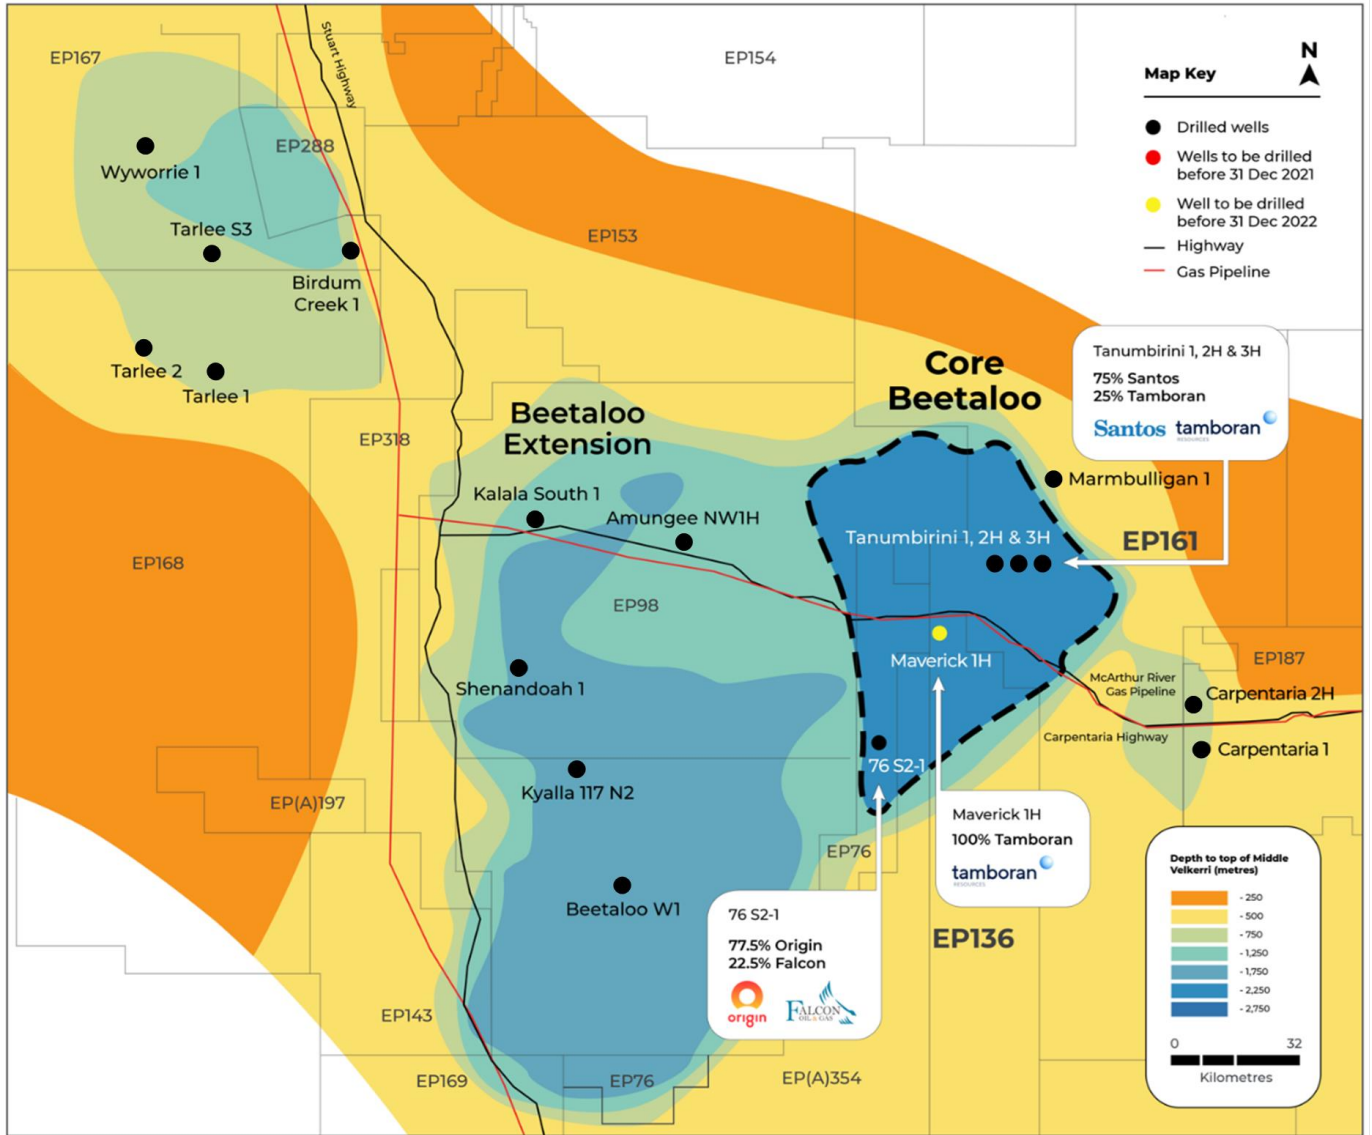 EP167
EP154
Stuart Highway
N
Map Key
Drilled wells
Wells to be drilled
before 31 Dec 2021
Well to be drilled
before 31 Dec 2022
Highway
Gas Pipeline
EP288
Wyworrie 1
Tarlee S3
EP153
Birdum
Creek 1
Tarlee 2
Tarlee 1
Core
Beetaloo
Tanumbirini 1, 2H & 3H
75% Santos
25% Tamboran
Santos
tamboran
RESOURCES
Beetaloo
Extension
EP318
Kalala South 1
Amungee NW1H
Marmbulligan 1
Tanumbirini 1, 2H & 3H
EP161
EP168
EP98
Maverick 1H
EP187
Shenandoah 1
McArthur River
Gas Pipeline
Carpentaria 2H
Carpentaria Highway
Carpentaria 1
76 S2-1
Kyalla 117 N2
EP(A)197
Maverick 1H
100% Tamboran
tamboran
RESOURCES
EP76
Beetaloo W1
76 S2-1
77.5% Origin
22.5% Falcon
origin
FALCON
OIL & GAS
EP136
Depth to top of Middle
Velkerri (metres)
- 250
- 500
- 750
- 1,250
- 1,750
- 2,250
- 2,750
0 32
Kilometres
EP143
EP169
EP76
EP(A)354